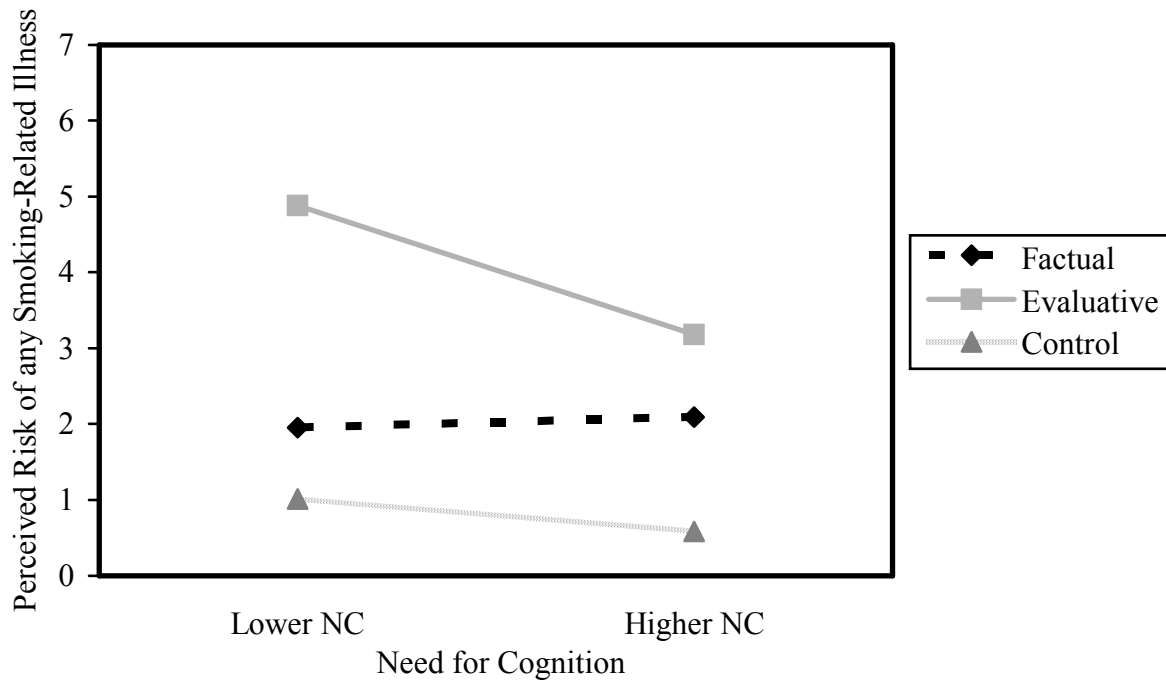 Perceived Risk of any Smoking-Related Illness
7
6
5
4
3
2
1
0
Lower NC
Higher NC
Need for Cognition
Factual
Evaluative
Control